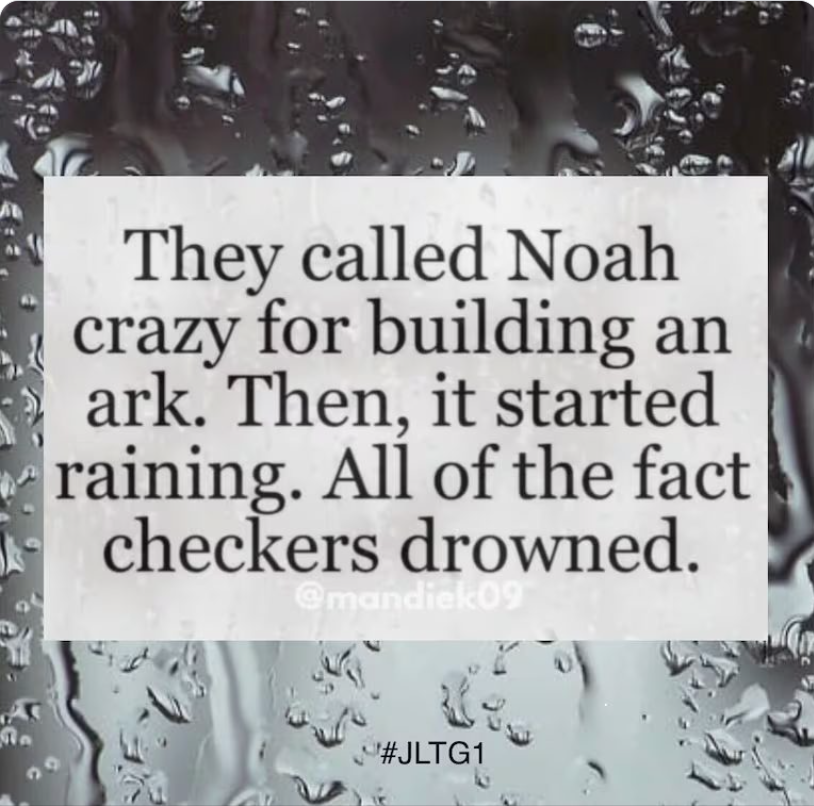 They called Noah
crazy for building an
ark. Then, it started
raining. All of the fact
checkers drowned.
@mandiek09
#JLTG1